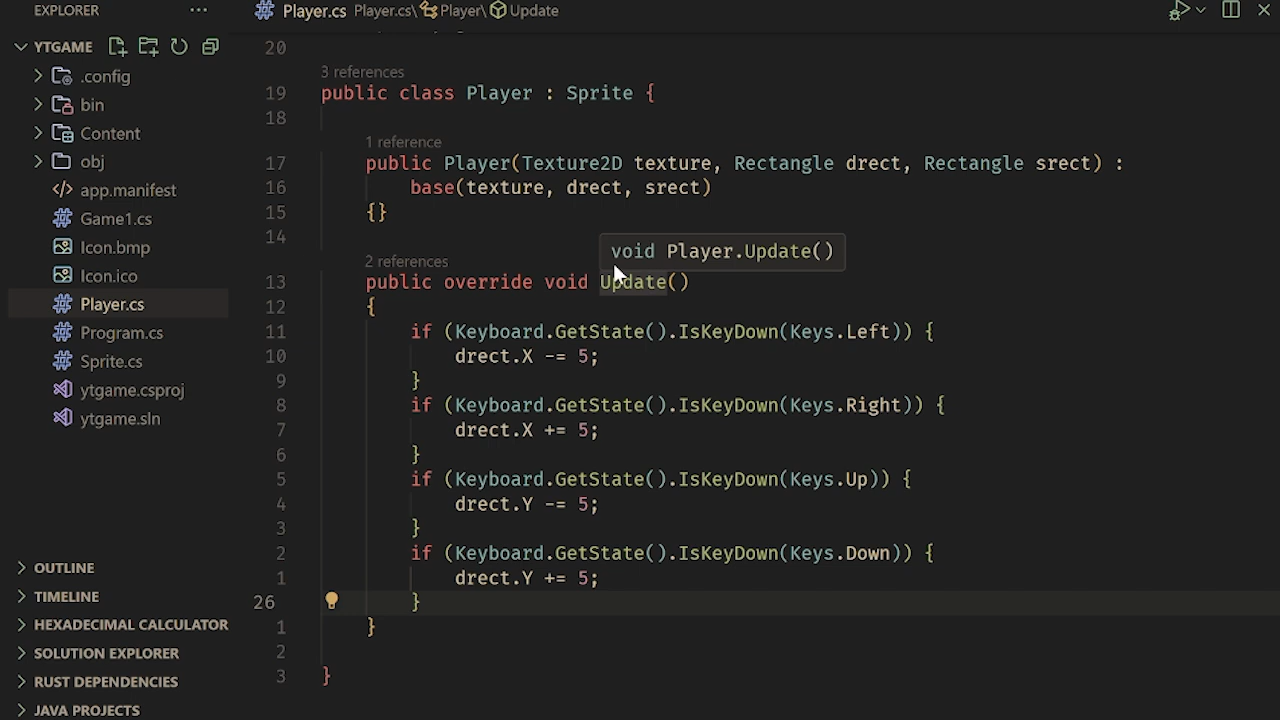 EXPLORER ...
Player.cs Player.cs\Player\Update
YTGAME
.config
bin
Content
obj
app.manifest
Game1.cs
Icon.bmp
Icon.ico
Player.cs
Program.cs
Sprite.cs
ytgame.csproj
ytgame.sln
OUTLINE
TIMELINE
HEXADECIMAL CALCULATOR
SOLUTION EXPLORER
RUST DEPENDENCIES
JAVA PROJECTS
20
3 references
19 public class Player : Sprite {
18
1 reference
17 public Player(Texture2D texture, Rectangle drect, Rectangle srect) :
16 base(texture, drect, srect)
15 {}
14
void Player.Update()
2 references
13 public override void Update()
12 {
11 if (Keyboard.GetState().IsKeyDown(Keys.Left)) {
10 drect.X -= 5;
9 }
8 if (Keyboard.GetState().IsKeyDown(Keys.Right)) {
7 drect.X += 5;
6 }
5 if (Keyboard.GetState().IsKeyDown(Keys.Up)) {
4 drect.Y -= 5;
3 }
2 if (Keyboard.GetState().IsKeyDown(Keys.Down)) {
1 drect.Y += 5;
26 }
1 }
2
3 }